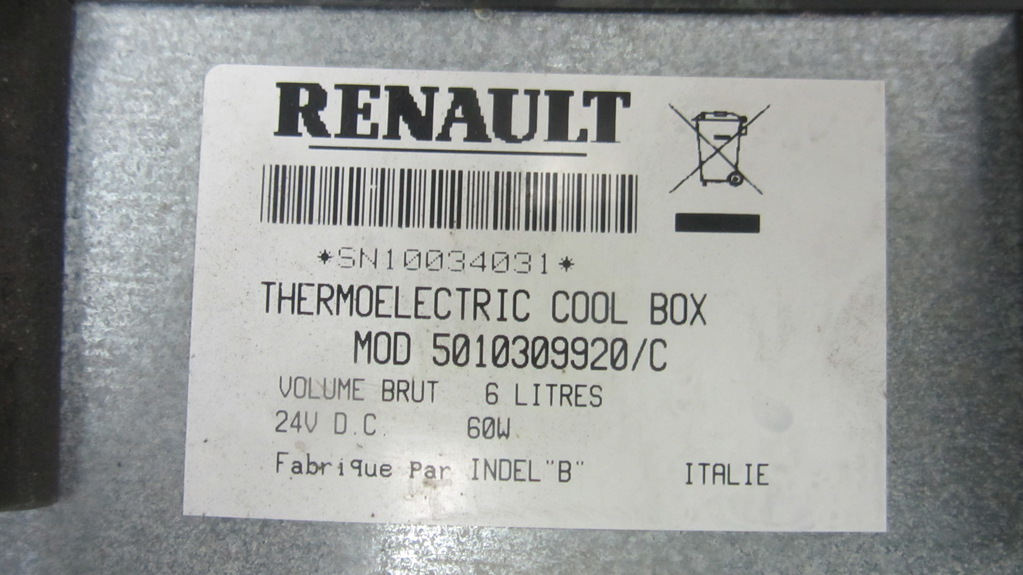 RENAULT
*SN10034031*
THERMOELECTRIC COOL BOX
MOD 5010309920/C
VOLUME BRUT 6 LITRES
24V D.C. 60W
Fabrique Par INDEL "B" ITALIE